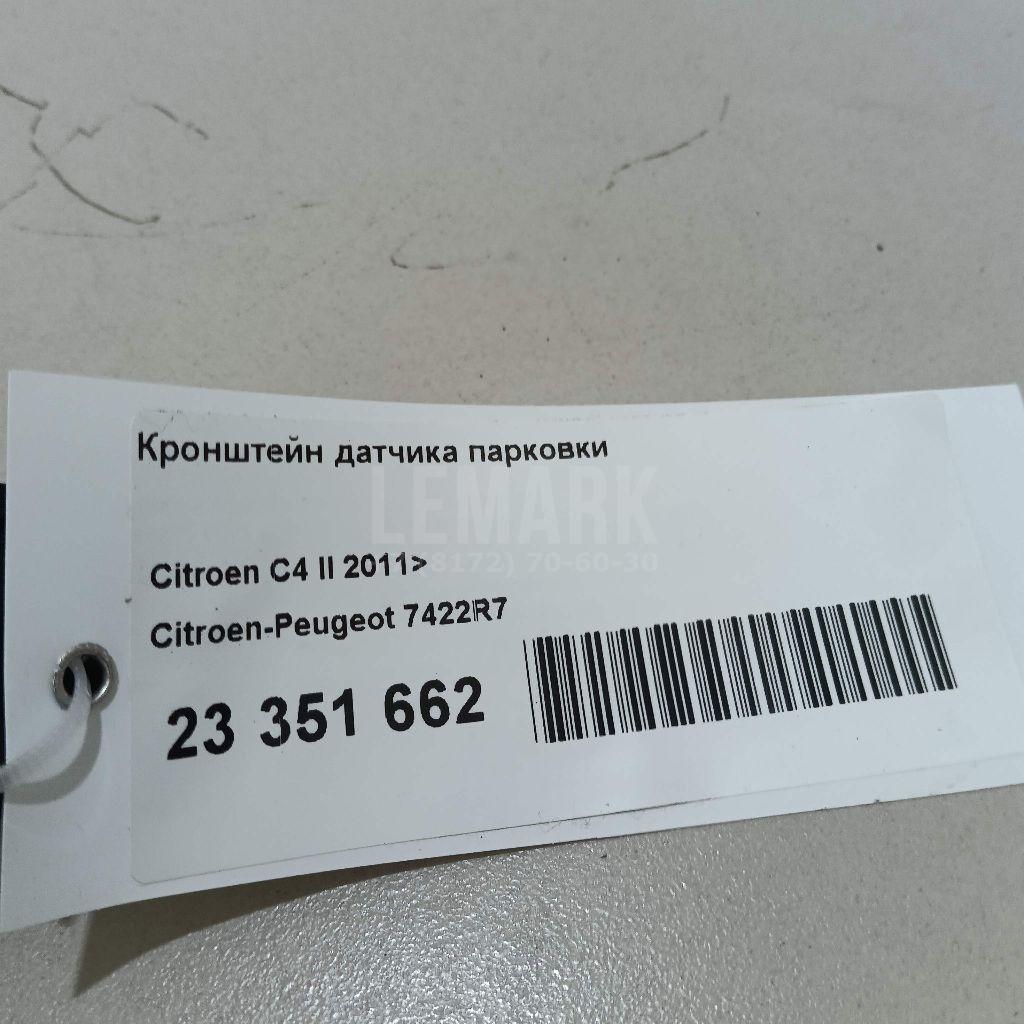 Кронштейн датчика парковки
LEMARK
(8172) 70-60-30
Citroen C4 II 2011>
Citroen-Peugeot 7422R7
23 351 662